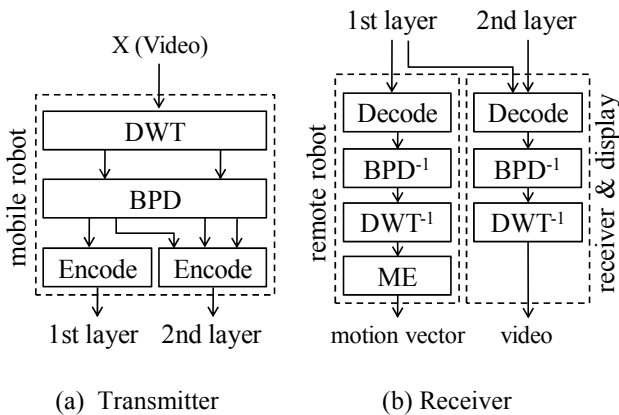 X (Video)
mobile robot
DWT
BPD
Encode
Encode
1st layer
2nd layer
(a) Transmitter
1st layer
2nd layer
remote robot
Decode
BPD-1
DWT-1
ME
motion vector
Decode
BPD-1
DWT-1
video
receiver & display
(b) Receiver